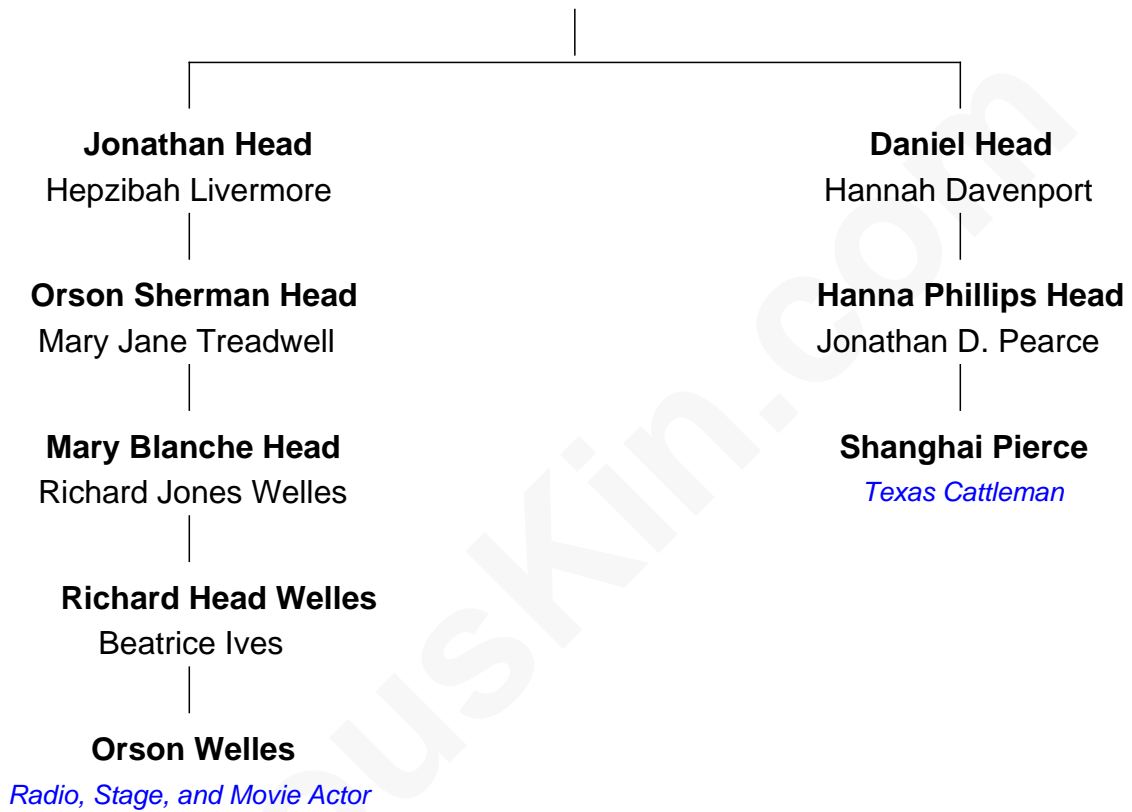 Jonathan Head
Hepzibah Livermore
Orson Sherman Head
Mary Jane Treadwell
Mary Blanche Head
Richard Jones Welles
Richard Head Welles
Beatrice Ives
Orson Welles
Radio, Stage, and Movie Actor
Daniel Head
Hannah Davenport
Hanna Phillips Head
Jonathan D. Pearce
Shanghai Pierce
Texas Cattleman
ousKin.com